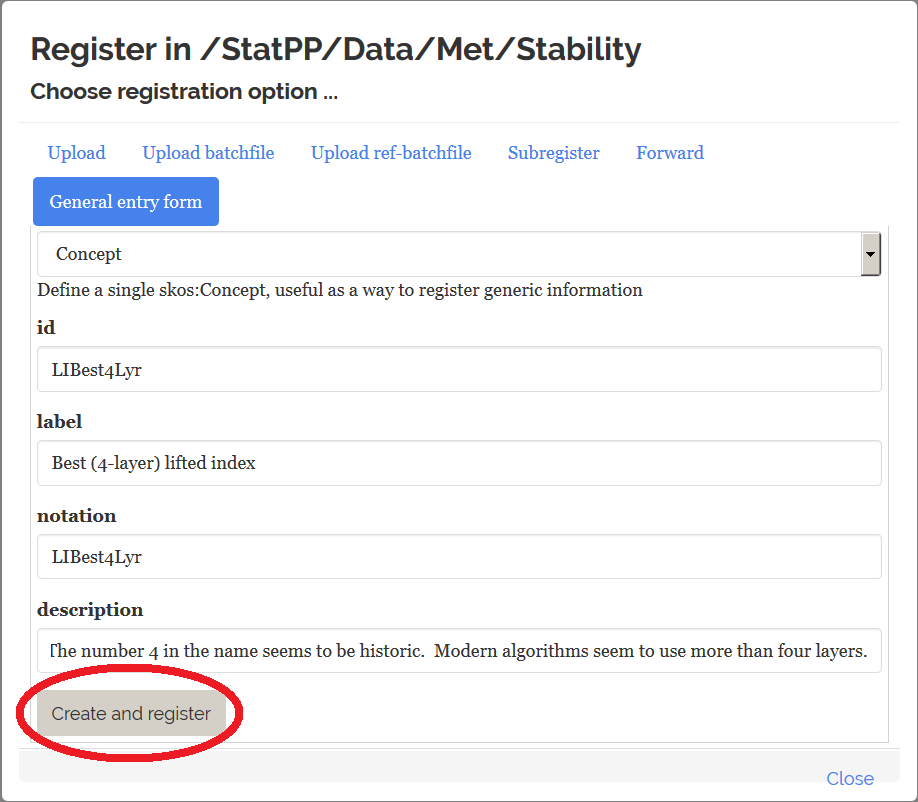 Register in /StatPP/Data/Met/Stability
Choose registration option ...
Upload Upload batchfile Upload ref-batchfile Subregister Forward
General entry form
Concept
Define a single skos:Concept, useful as a way to register generic information
id
LIBest4Lyr
label
Best (4-layer) lifted index
notation
LIBest4Lyr
description
The number 4 in the name seems to be historic.  Modern algorithms seem to use more than four layers.
Create and register
Close